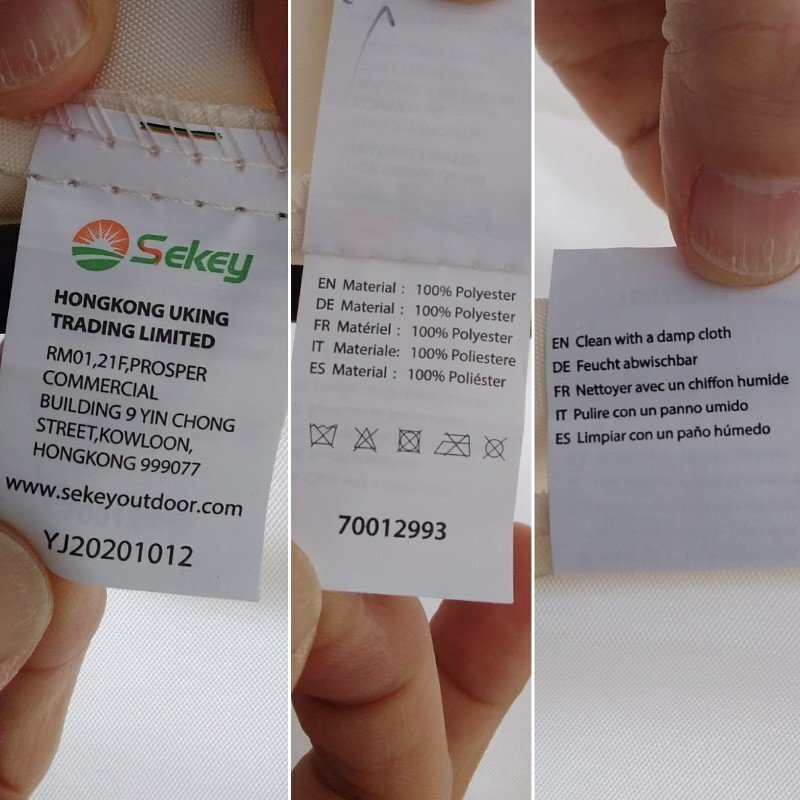 Sekey
HONGKONG UKING
TRADING LIMITED
RM01,21F,PROSPER
COMMERCIAL
BUILDING 9 YIN CHONG
STREET,KOWLOON,
HONGKONG 999077
www.sekeyoutdoor.com
YJ20201012
EN Material : 100% Polyester
DE Material : 100% Polyester
FR Matériel : 100% Polyester
IT Materiale: 100% Poliestere
ES Material : 100% Poliéster
70012993
EN Clean with a damp cloth
DE Feucht abwischbar
FR Nettoyer avec un chiffon humide
IT Pulire con un panno umido
ES Limpiar con un paño húmedo